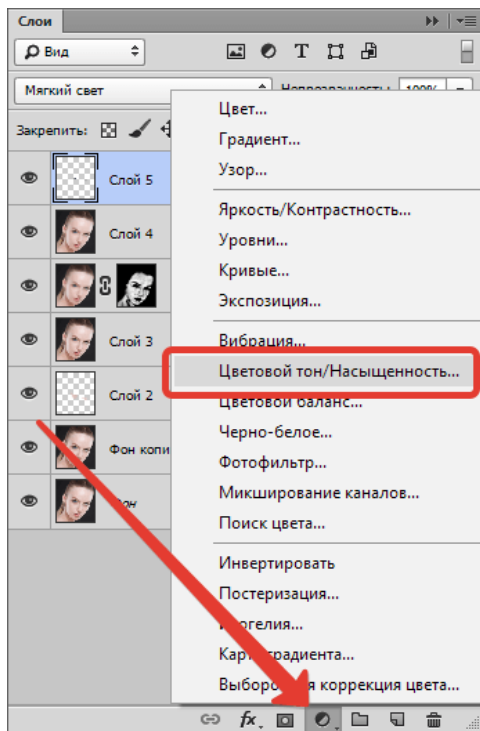 Слои
Вид
Мягкий свет
100%
Закрепить:
Слой 5
Слой 4
Слой 3
Слой 2
Фон копи
Цвет...
Градиент...
Узор...
Яркость/Контрастность...
Уровни...
Кривые...
Экспозиция...
Вибрация...
Цветовой тон/Насыщенность...
Цветовой баланс...
Черно-белое...
Фотофильтр...
Микширование каналов...
Поиск цвета...
Инвертировать
Постеризация...
коррекция цвета...
fx